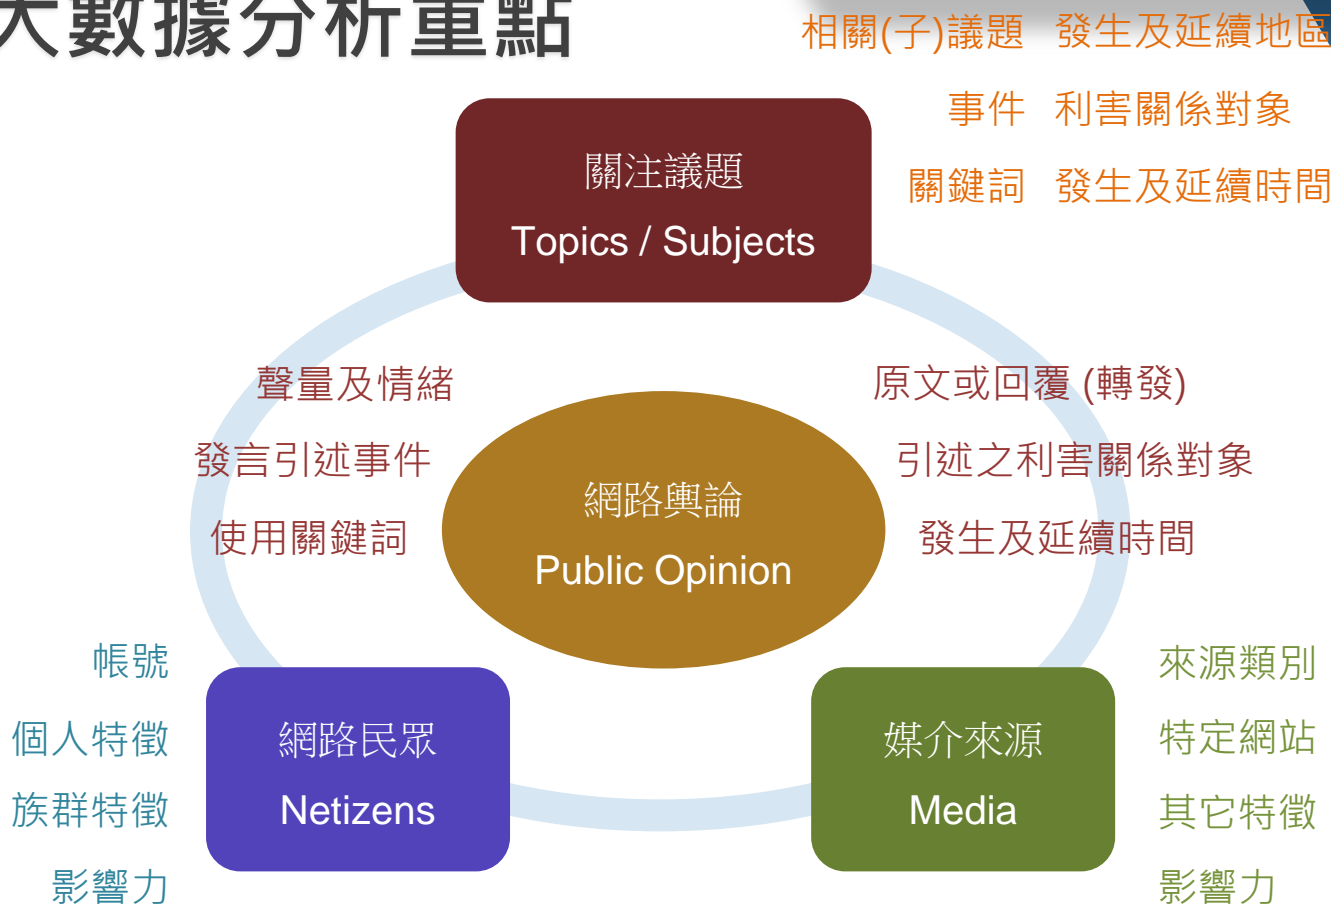 大數據分析重點
相關(子)議題 發生及延續地區
事件 利害關係對象
關鍵詞 發生及延續時間
關注議題
Topics / Subjects
聲量及情緒
發言引述事件
使用關鍵詞
原文或回覆 (轉發)
引述之利害關係對象
發生及延續時間
網路輿論
Public Opinion
帳號
個人特徵
族群特徵
影響力
網路民眾
Netizens
媒介來源
Media
來源類別
特定網站
其它特徵
影響力